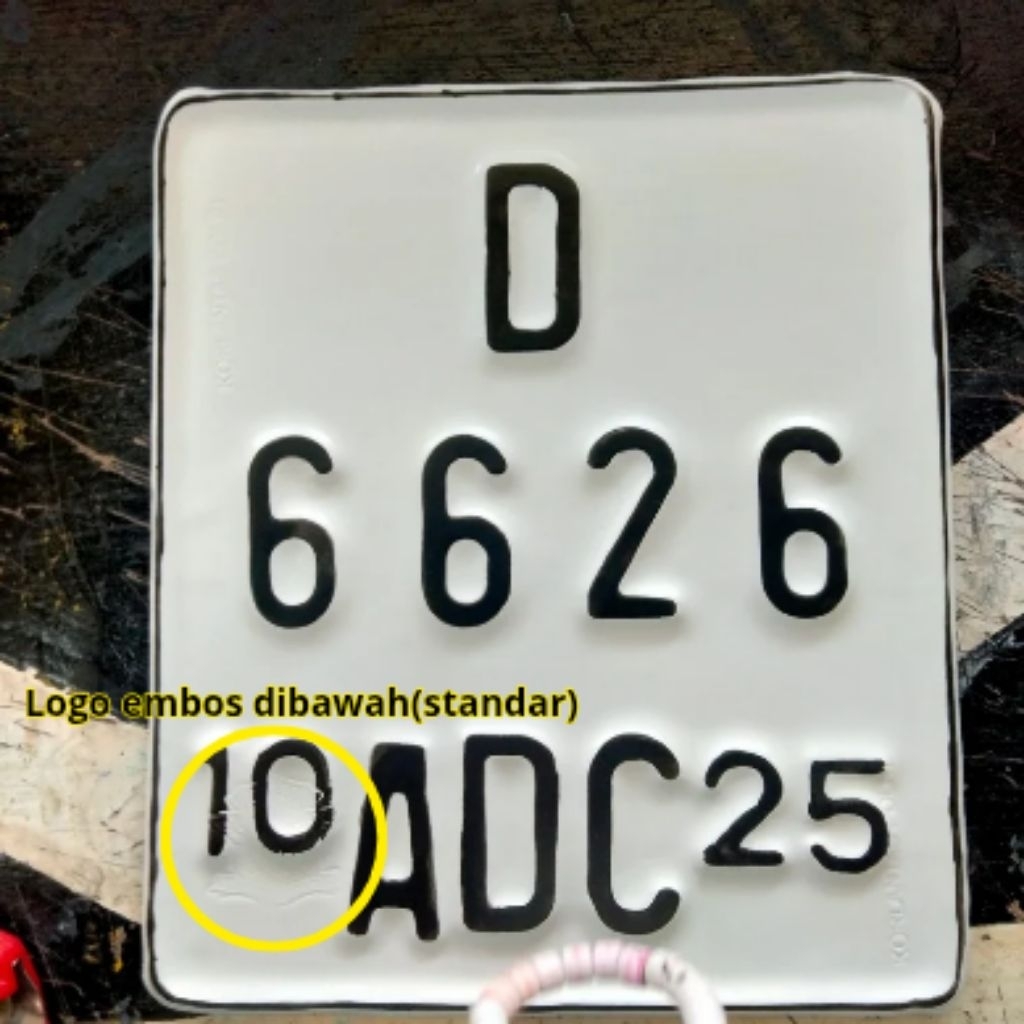 D
6626
Logo embos dibawah(standar)
10 ADC 25